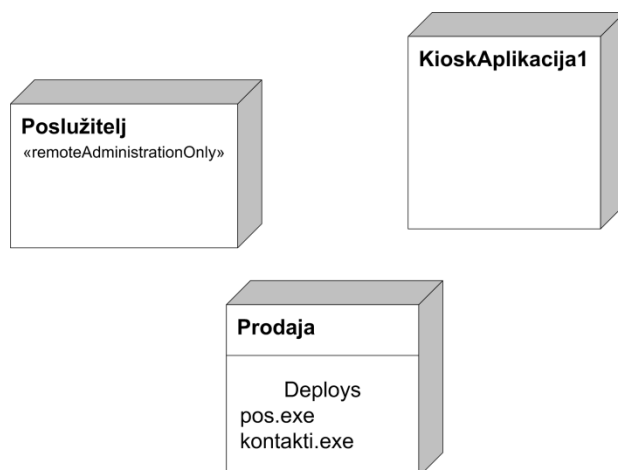 Poslužitelj
«remoteAdministrationOnly»
KioskAplikacija1
Prodaja
Deploys
pos.exe
kontakti.exe